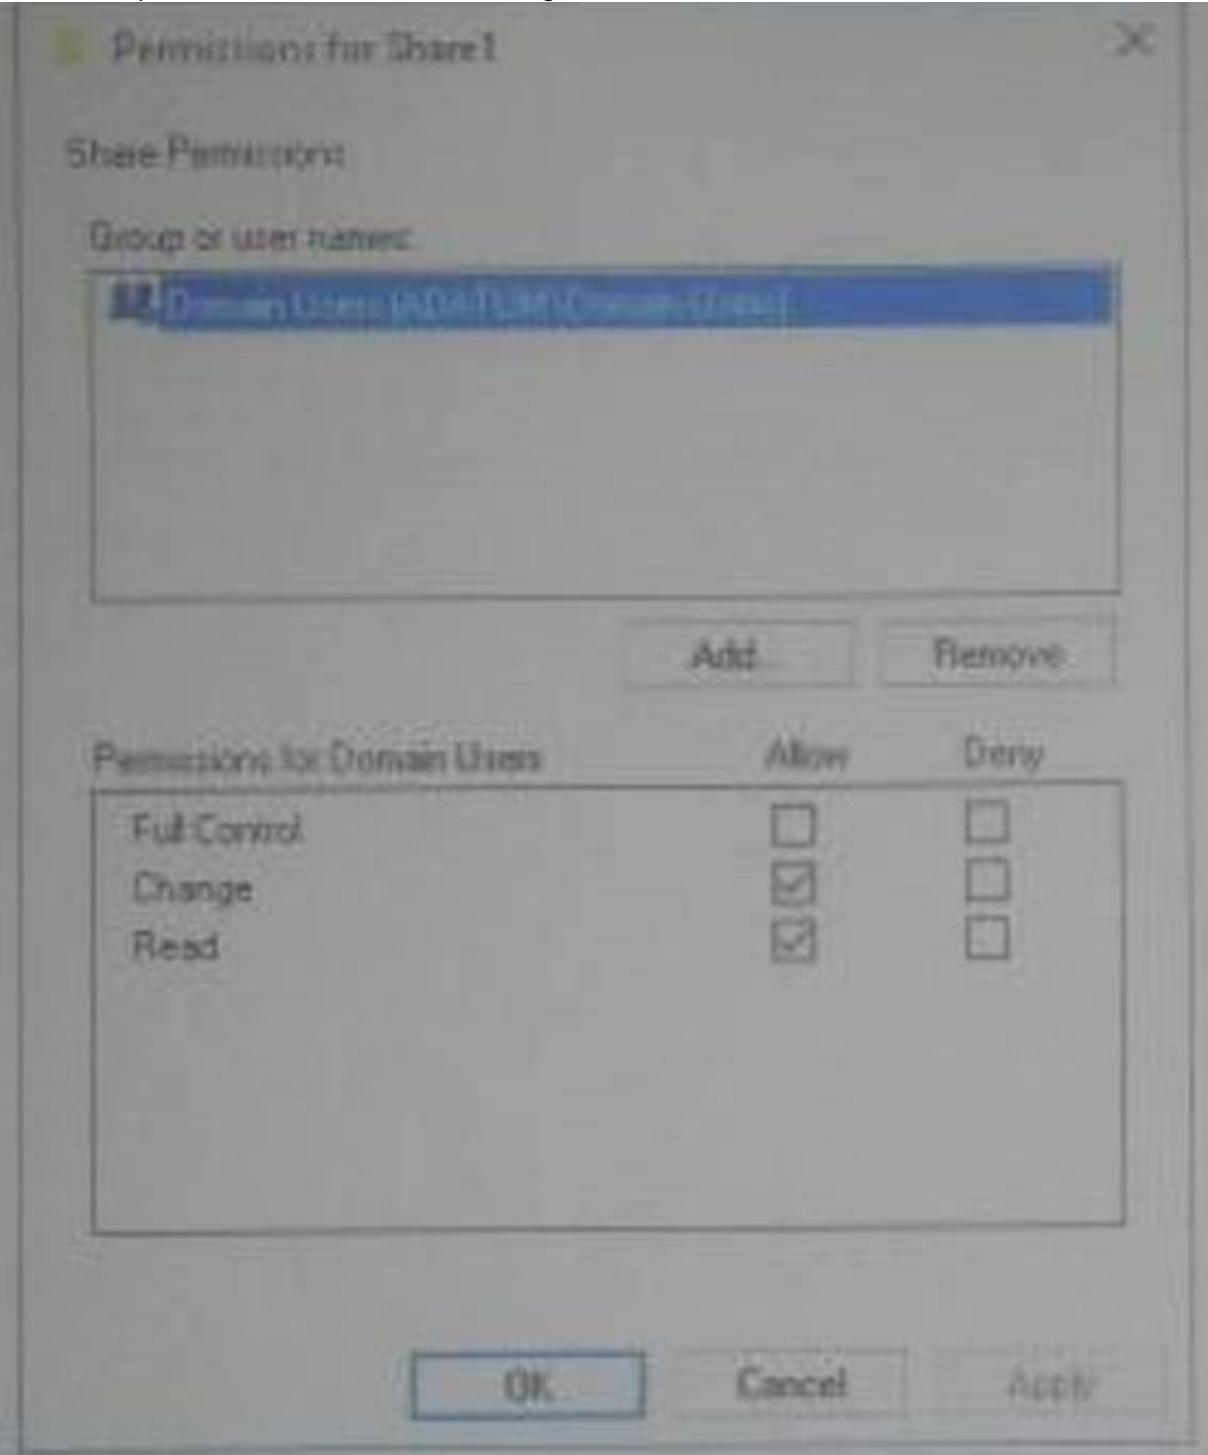 Permissions for Share1
Share Permissions
Group or user names:
Domain Users (ADATUM\Domain Users)
Add...
Remove
Permissions for Domain Users
Allow
Deny
Full Control
Change
Read
OK
Cancel
Apply